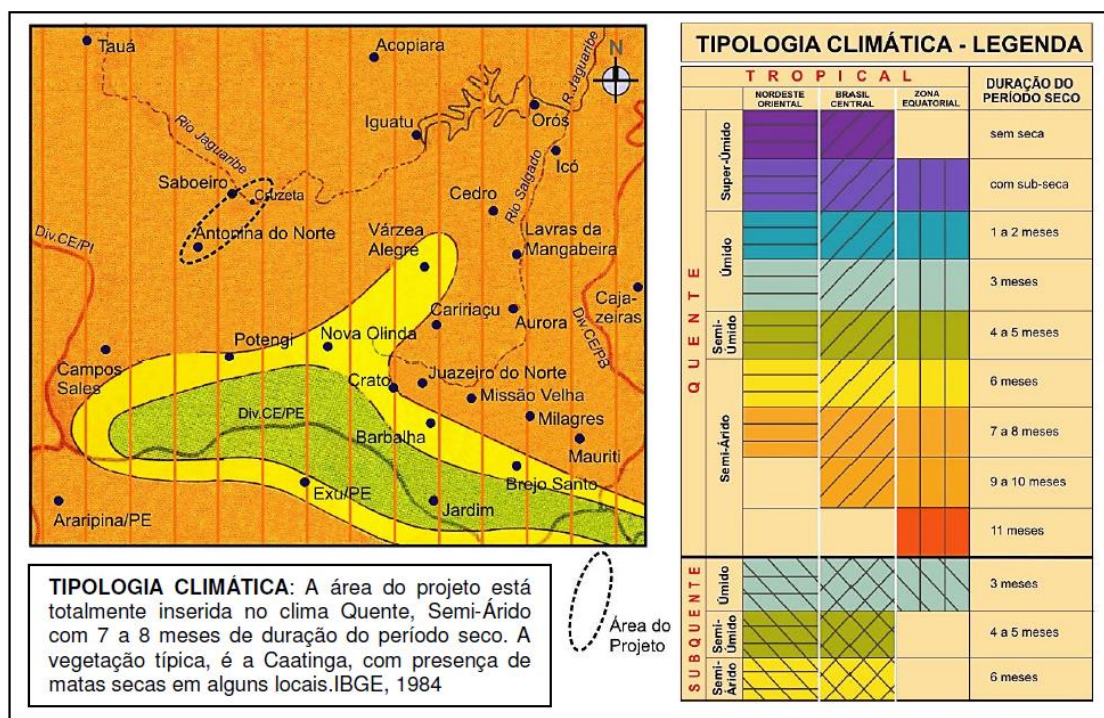 Tauá
Acopiara
N
R.Jaguaribe
Rio Jaguaribe
Iguatu
Orós
Icó
Saboeiro
Cruzeta
Cedro
Rio Salgado
Antonina do Norte
Div.CE/PI
Várzea
Alegre
Lavras da
Mangabeira
Caja-
zeiras
Caririaçu
Aurora
Div.CE/PB
Potengi
Nova Olinda
Campos
Sales
Crato
Juazeiro do Norte
Missão Velha
Div.CE/PE
Milagres
Barbalha
Mauriti
Brejo Santo
Exu/PE
Araripina/PE
Jardim
TIPOLOGIA CLIMÁTICA: A área do projeto está
totalmente inserida no clima Quente, Semi-Árido
com 7 a 8 meses de duração do período seco. A
vegetação típica, é a Caatinga, com presença de
matas secas em alguns locais.IBGE, 1984
Área do
Projeto
TIPOLOGIA CLIMÁTICA - LEGENDA
TROPICAL
DURAÇÃO DO
PERÍODO SECO
NORDESTE
ORIENTAL
BRASIL
CENTRAL
ZONA
EQUATORIAL
QUENTE
Super-Úmido
sem seca
com sub-seca
Úmido
1 a 2 meses
3 meses
Semi-
Úmido
4 a 5 meses
Semi-Árido
6 meses
7 a 8 meses
9 a 10 meses
11 meses
SUBQUENTE
Úmido
3 meses
Semi-
Úmido
4 a 5 meses
Semi-
Árido
6 meses